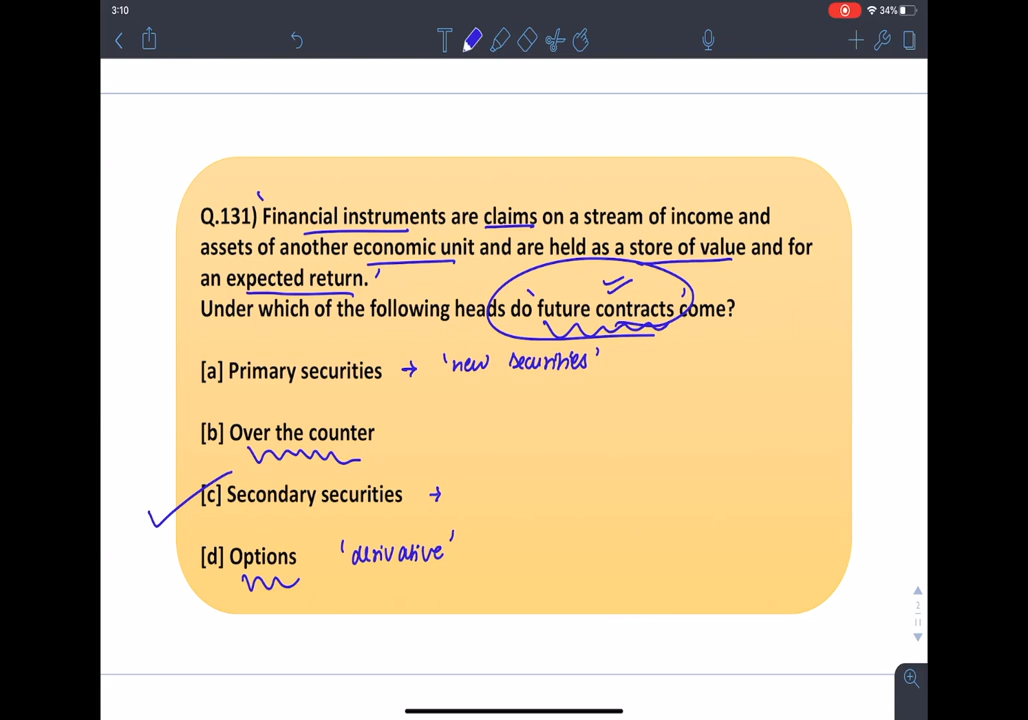 3:10
34%
T
Q.131) Financial instruments are claims on a stream of income and
assets of another economic unit and are held as a store of value and for
an expected return.
Under which of the following heads do future contracts come?
[a] Primary securities → 'new securities'
[b] Over the counter
[c] Secondary securities →
[d] Options 'derivative'
2
11